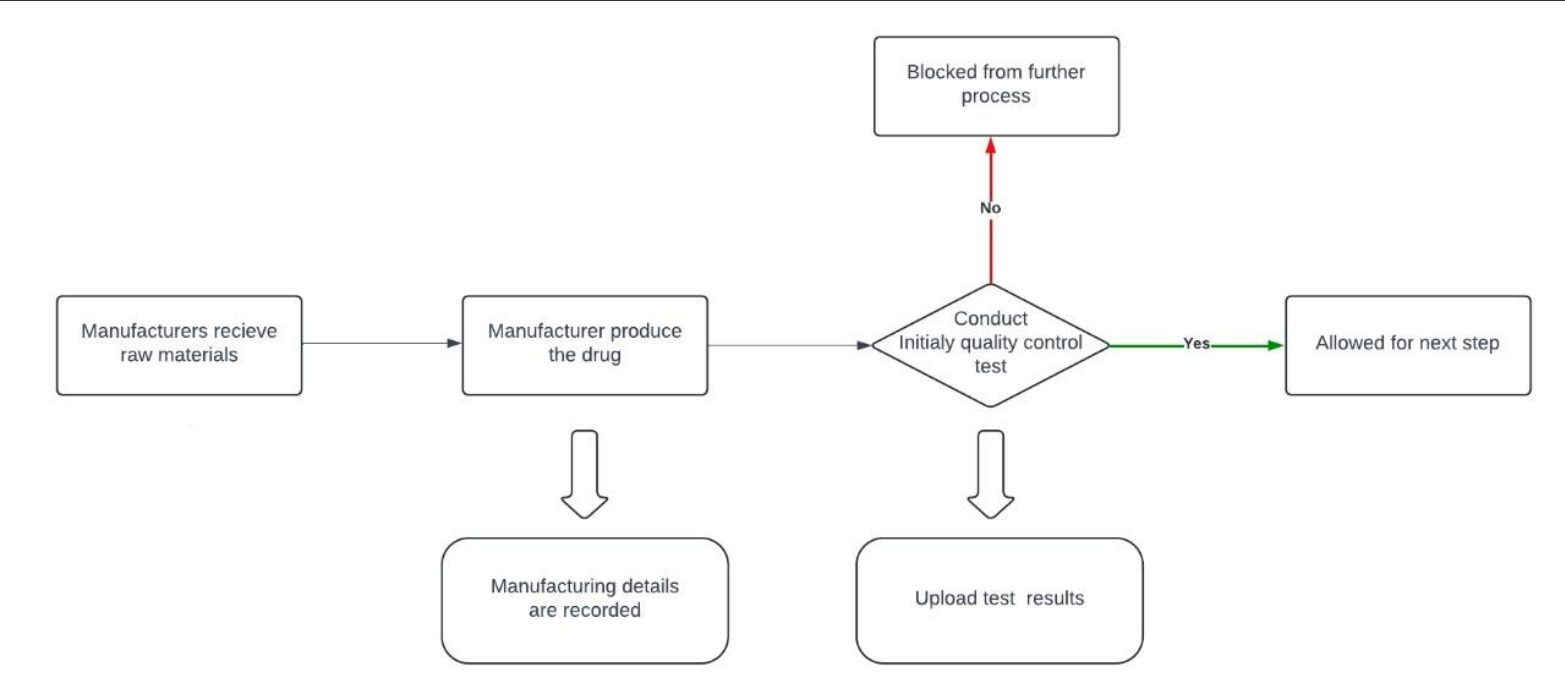 Blocked from further
process
No
Manufacturers recieve
raw materials
Manufacturer produce
the drug
Conduct
Initialy quality control
test
Yes
Allowed for next step
Manufacturing details
are recorded
Upload test results